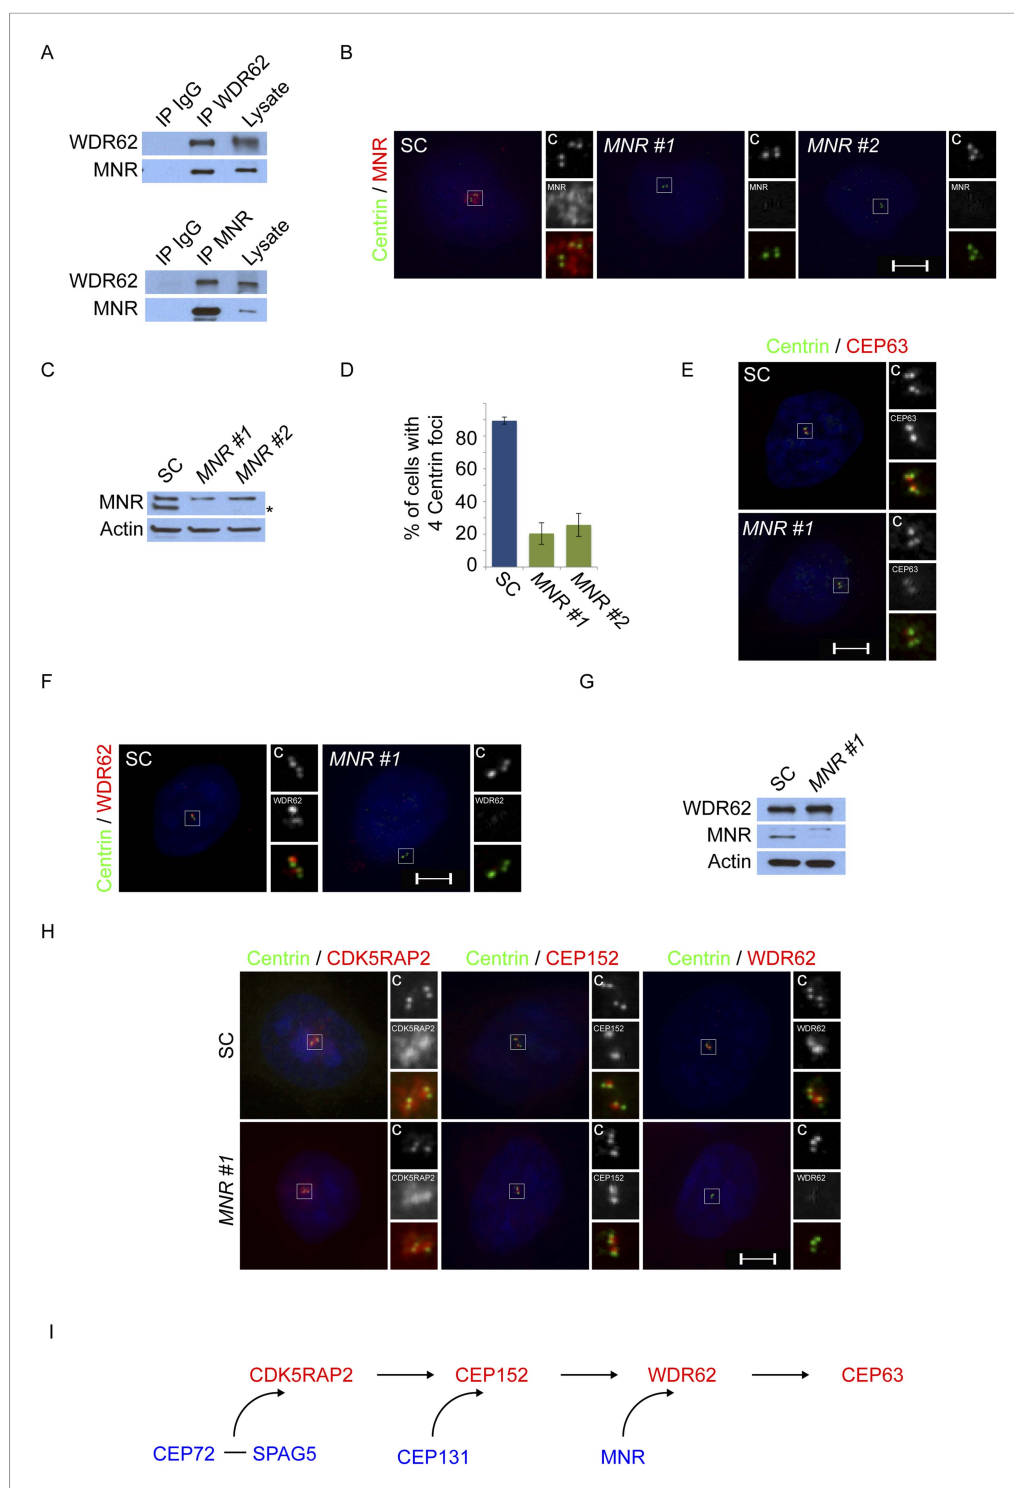 A
IP IgG
IP WDR62
Lysate
WDR62
MNR
IP IgG
IP MNR
Lysate
WDR62
MNR
B
Centrin / MNR
SC
C
MNR
MNR #1
C
MNR
MNR #2
C
MNR
C
SC
MNR #1
MNR #2
MNR
*
Actin
D
% of cells with
4 Centrin foci
80
60
40
20
0
SC
MNR #1
MNR #2
E
Centrin / CEP63
SC
C
CEP63
MNR #1
C
CEP63
F
Centrin / WDR62
SC
C
WDR62
MNR #1
C
WDR62
G
SC
MNR #1
WDR62
MNR
Actin
H
Centrin / CDK5RAP2
Centrin / CEP152
Centrin / WDR62
SC
C
CDK5RAP2
C
CEP152
C
WDR62
MNR #1
C
CDK5RAP2
C
CEP152
C
WDR62
I
CDK5RAP2
CEP152
WDR62
CEP63
CEP72
SPAG5
CEP131
MNR